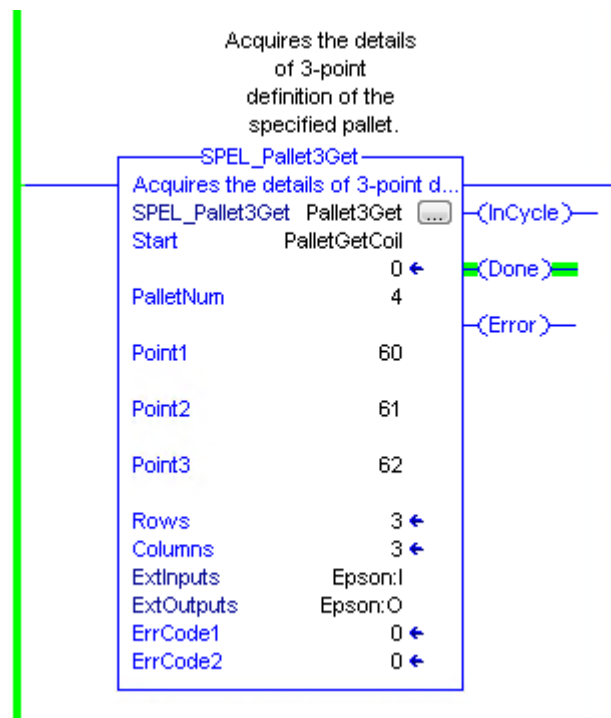 Acquires the details
of 3-point
definition of the
specified pallet.
SPEL_Pallet3Get
Acquires the details of 3-point d...
SPEL_Pallet3Get Pallet3Get ...
(InCycle)
Start PalletGetCoil
0
(Done)
PalletNum 4
(Error)
Point1 60
Point2 61
Point3 62
Rows 3
Columns 3
ExtInputs Epson:I
ExtOutputs Epson:O
ErrCode1 0
ErrCode2 0